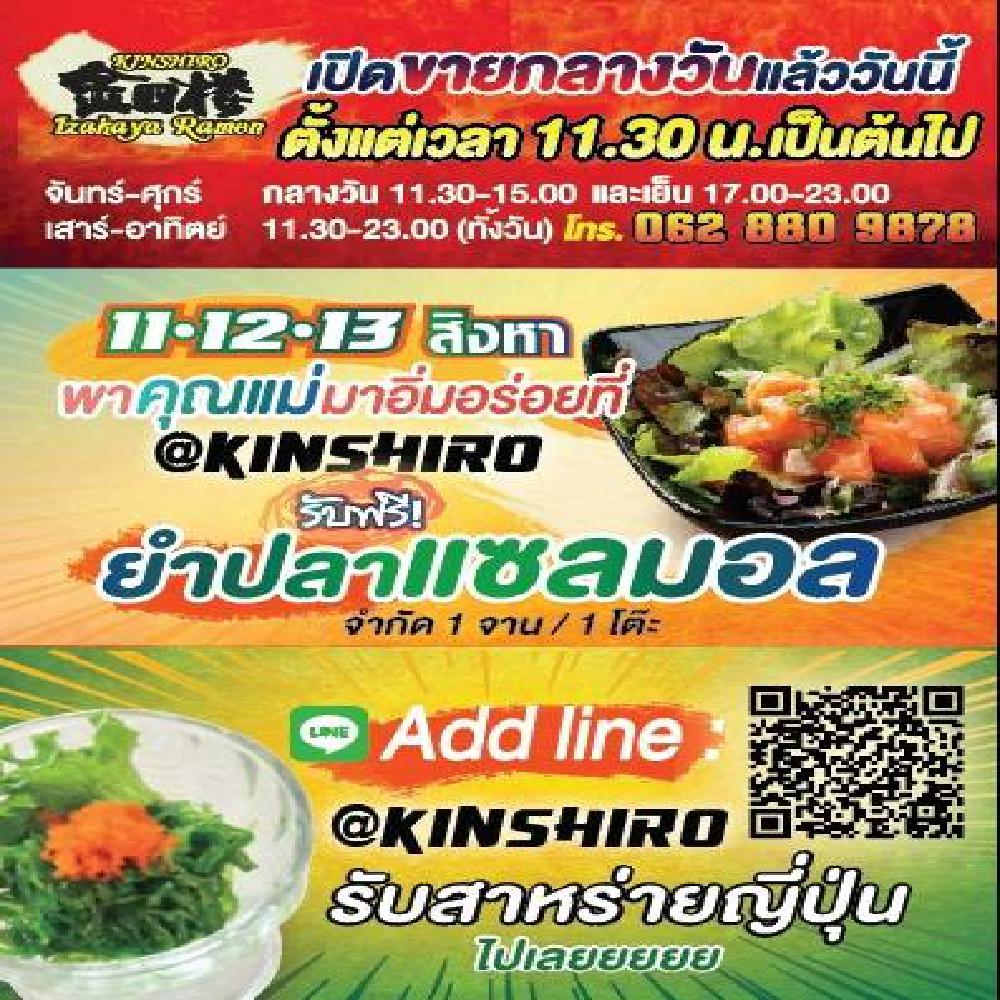 KINSHIRO
金四楼
Izakaya Ramen
เปิดขายกลางวันแล้ววันนี้
ตั้งแต่เวลา 11.30 น.เป็นต้นไป
จันทร์-ศุกร์ กลางวัน 11.30-15.00 และเย็น 17.00-23.00
เสาร์-อาทิตย์ 11.30-23.00 (ทั้งวัน) โทร. 062 880 9878
11•12•13 สิงหา
พาคุณแม่มาอิ่มอร่อยที่
@KINSHIRO
รับฟรี!
ยำปลาแซลมอล
จำกัด 1 จาน / 1 โต๊ะ
LINE Add line :
@KINSHIRO
รับสาหร่ายญี่ปุ่น
ไปเลยยยยยย